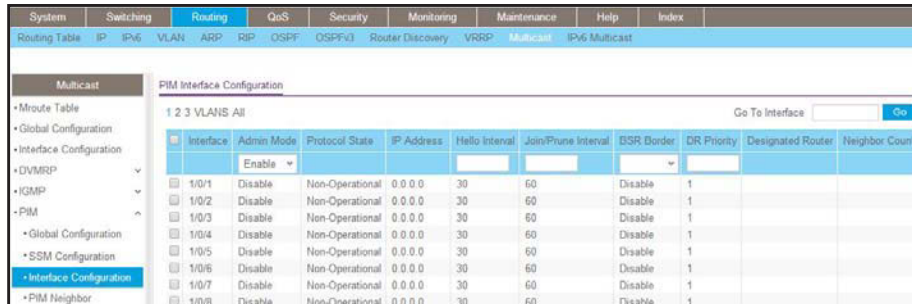 System Switching Routing QoS Security Monitoring Maintenance Help Index
Routing Table IP IPv6 VLAN ARP RIP OSPF OSPFv3 Router Discovery VRRP Multicast IPv6 Multicast
Multicast
•Mroute Table
•Global Configuration
•Interface Configuration
•DVMRP
•IGMP
•PIM
•Global Configuration
•SSM Configuration
•Interface Configuration
•PIM Neighbor
PIM Interface Configuration
1 2 3 VLANS All Go To Interface Go
Interface Admin Mode Protocol State IP Address Hello Interval Join/Prune Interval BSR Border DR Priority Designated Router Neighbor Coun
Enable
1/0/1 Disable Non-Operational 0.0.0.0 30 60 Disable 1
1/0/2 Disable Non-Operational 0.0.0.0 30 60 Disable 1
1/0/3 Disable Non-Operational 0.0.0.0 30 60 Disable 1
1/0/4 Disable Non-Operational 0.0.0.0 30 60 Disable 1
1/0/5 Disable Non-Operational 0.0.0.0 30 60 Disable 1
1/0/6 Disable Non-Operational 0.0.0.0 30 60 Disable 1
1/0/7 Disable Non-Operational 0.0.0.0 30 60 Disable 1
1/0/8 Disable Non-Operational 0.0.0.0 30 60 Disable 1